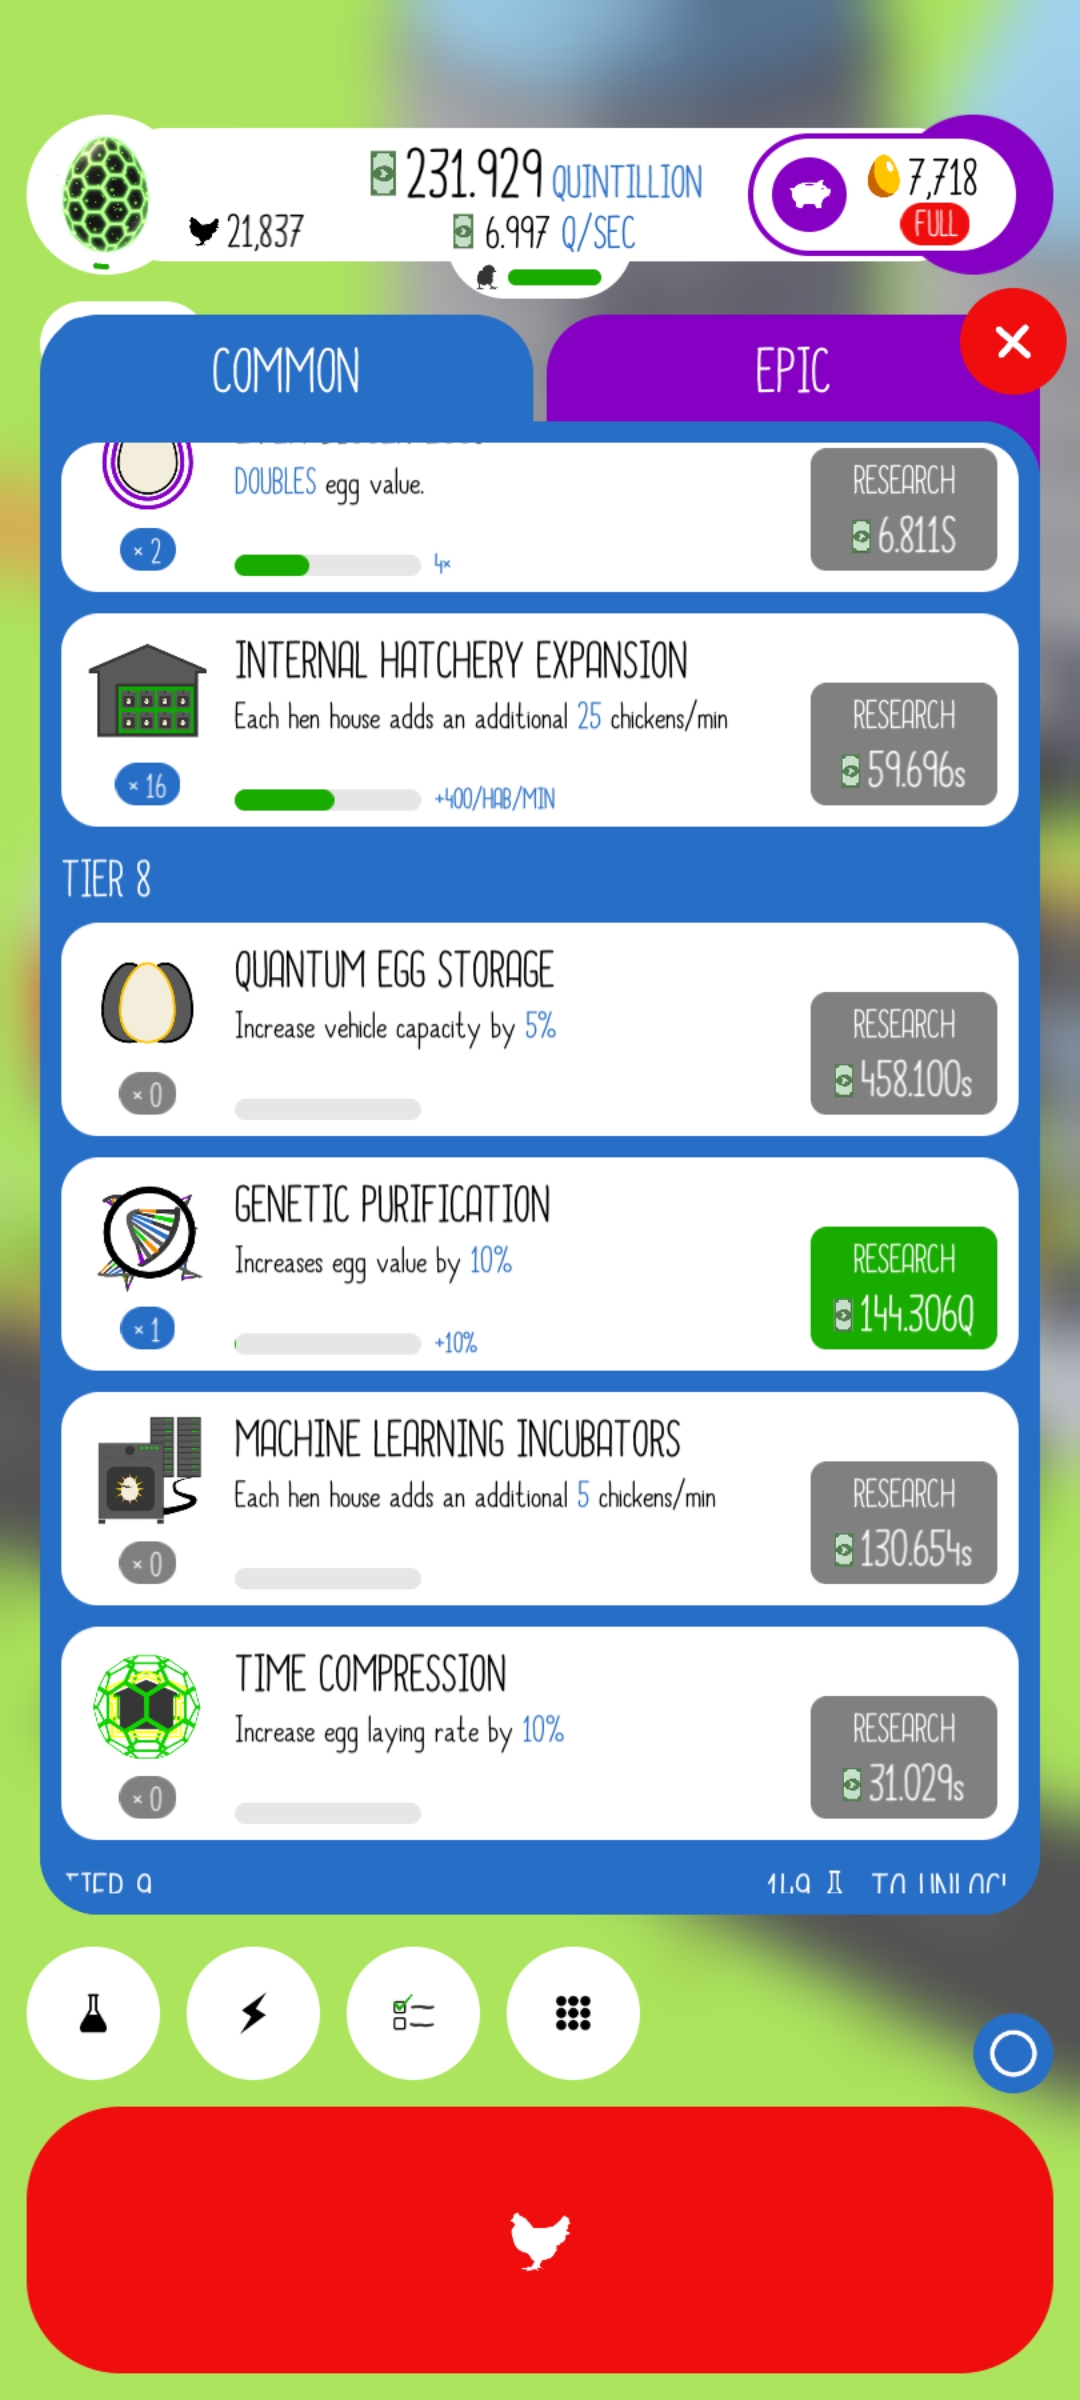 231.929 QUINTILLION
21,837
6.997 Q/SEC
7,718
FULL
COMMON
EPIC
DOUBLES egg value.
× 2
4×
RESEARCH
6.811S
INTERNAL HATCHERY EXPANSION
Each hen house adds an additional 25 chickens/min
× 16
+400/HAB/MIN
RESEARCH
59.696s
TIER 8
QUANTUM EGG STORAGE
Increase vehicle capacity by 5%
× 0
RESEARCH
458.100s
GENETIC PURIFICATION
Increases egg value by 10%
× 1
+10%
RESEARCH
144.306Q
MACHINE LEARNING INCUBATORS
Each hen house adds an additional 5 chickens/min
× 0
RESEARCH
130.654s
TIME COMPRESSION
Increase egg laying rate by 10%
× 0
RESEARCH
31.029s
TIER 9
TO UNLOCK